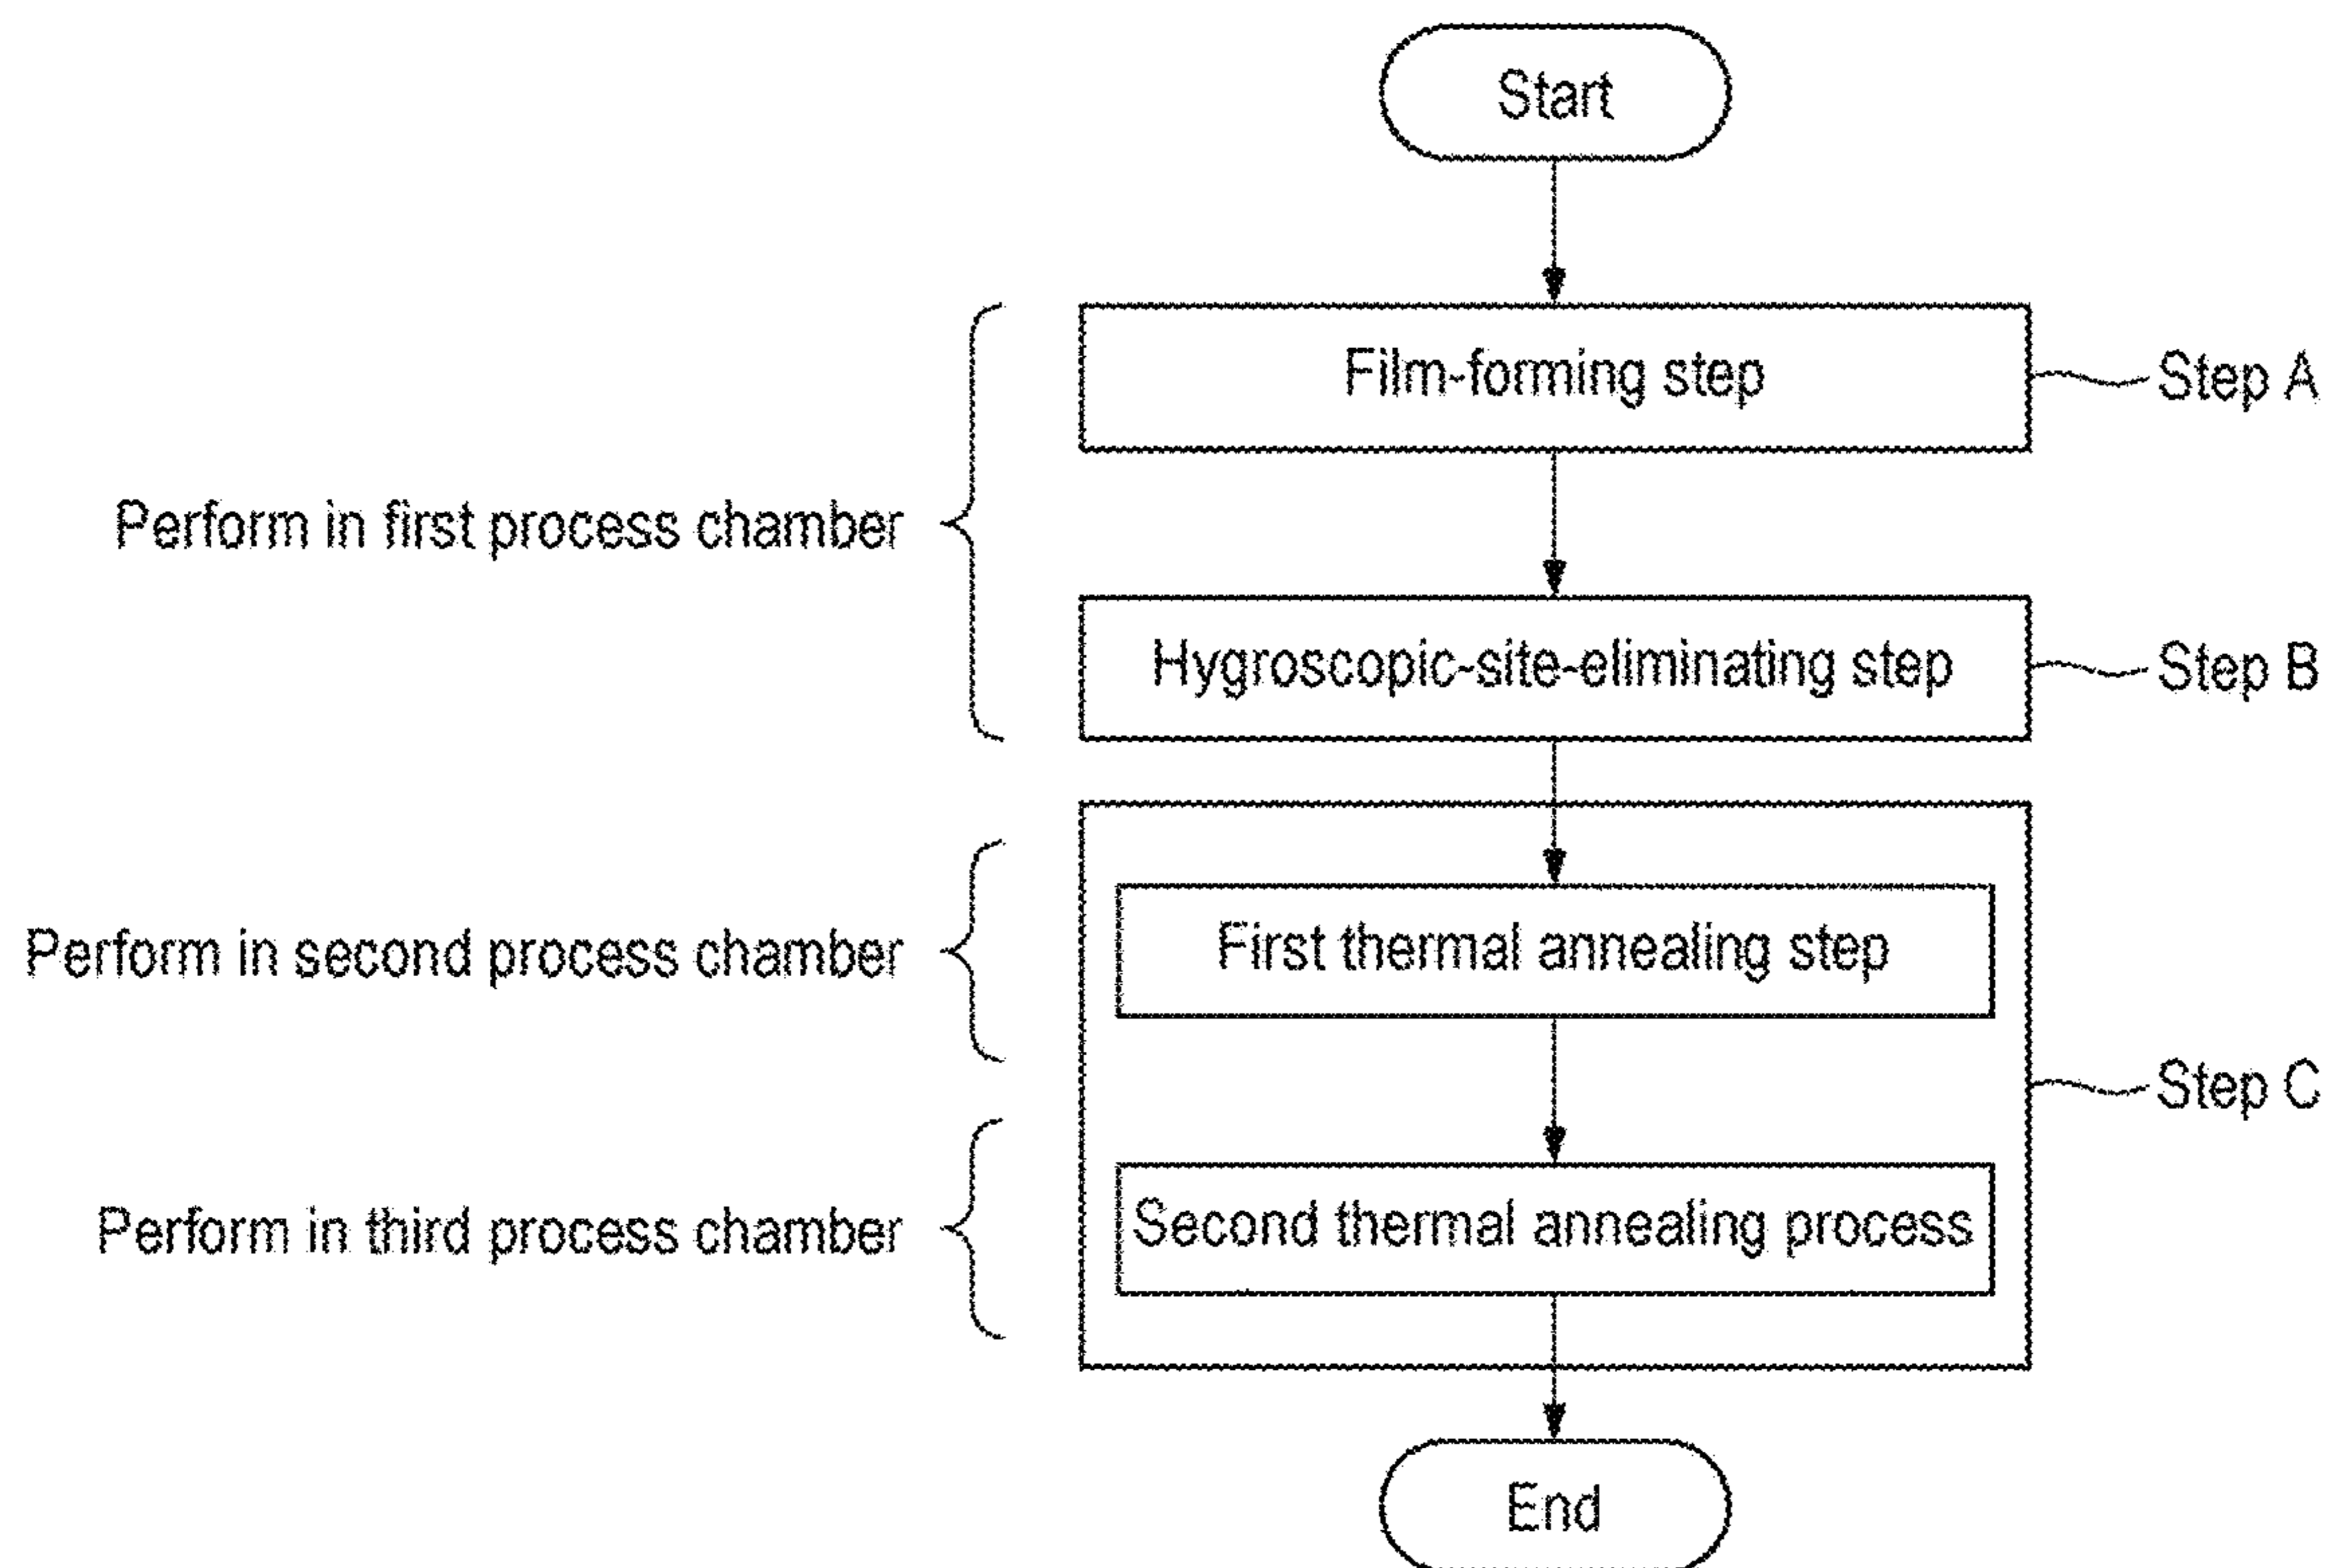 Start
Film-forming step
Step A
Perform in first process chamber
Hygroscopic-site-eliminating step
Step B
First thermal annealing step
Perform in second process chamber
Step C
Second thermal annealing process
Perform in third process chamber
End